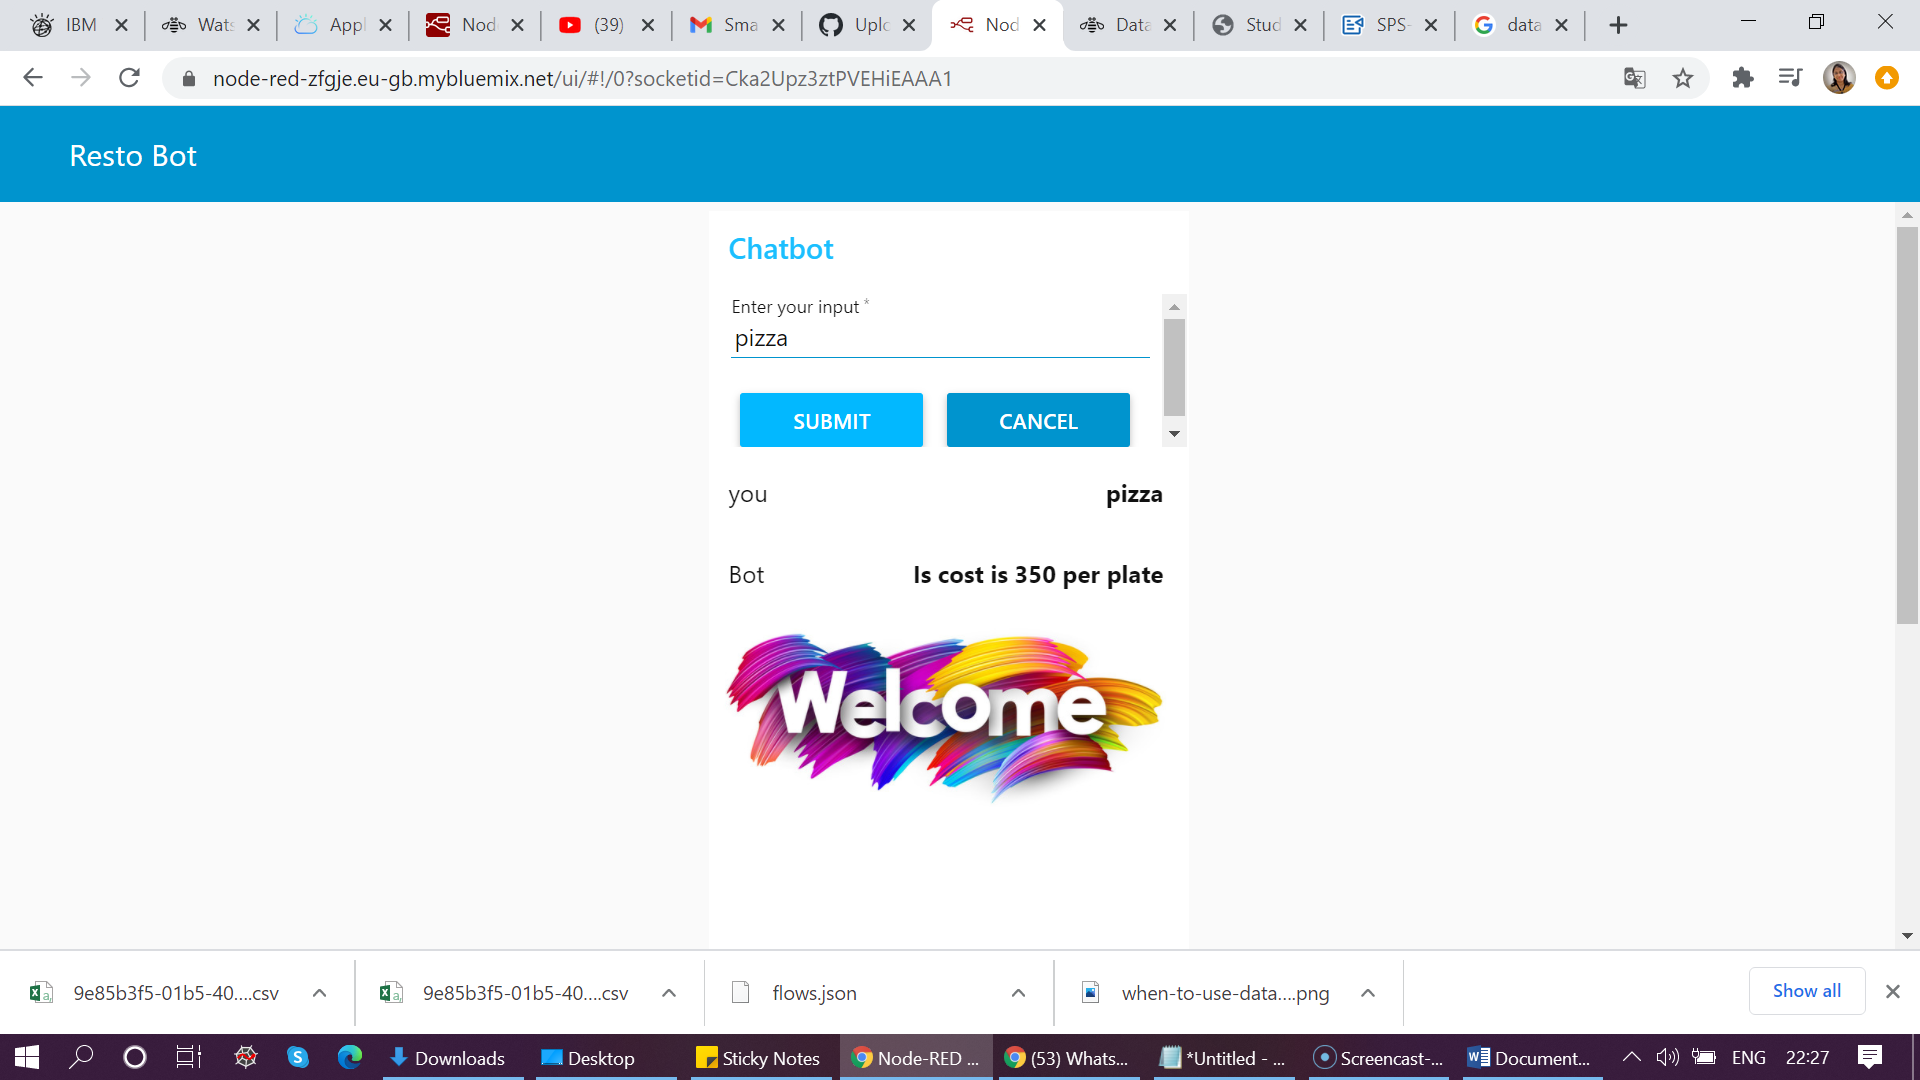 IBM
Wats
Appl
Node
(39)
Sma
Uplo
Nod
Data
Stud
SPS-
data
node-red-zfgje.eu-gb.mybluemix.net/ui/#!/0?socketid=Cka2Upz3ztPVEHiEAAA1
Resto Bot
Chatbot
Enter your input *
pizza
SUBMIT CANCEL
you pizza
Bot Is cost is 350 per plate
Welcome
9e85b3f5-01b5-40....csv
9e85b3f5-01b5-40....csv
flows.json
when-to-use-data....png
Show all
Downloads
Desktop
Sticky Notes
Node-RED ...
(53) Whats...
*Untitled - ...
Screencast-...
Document...
ENG
22:27